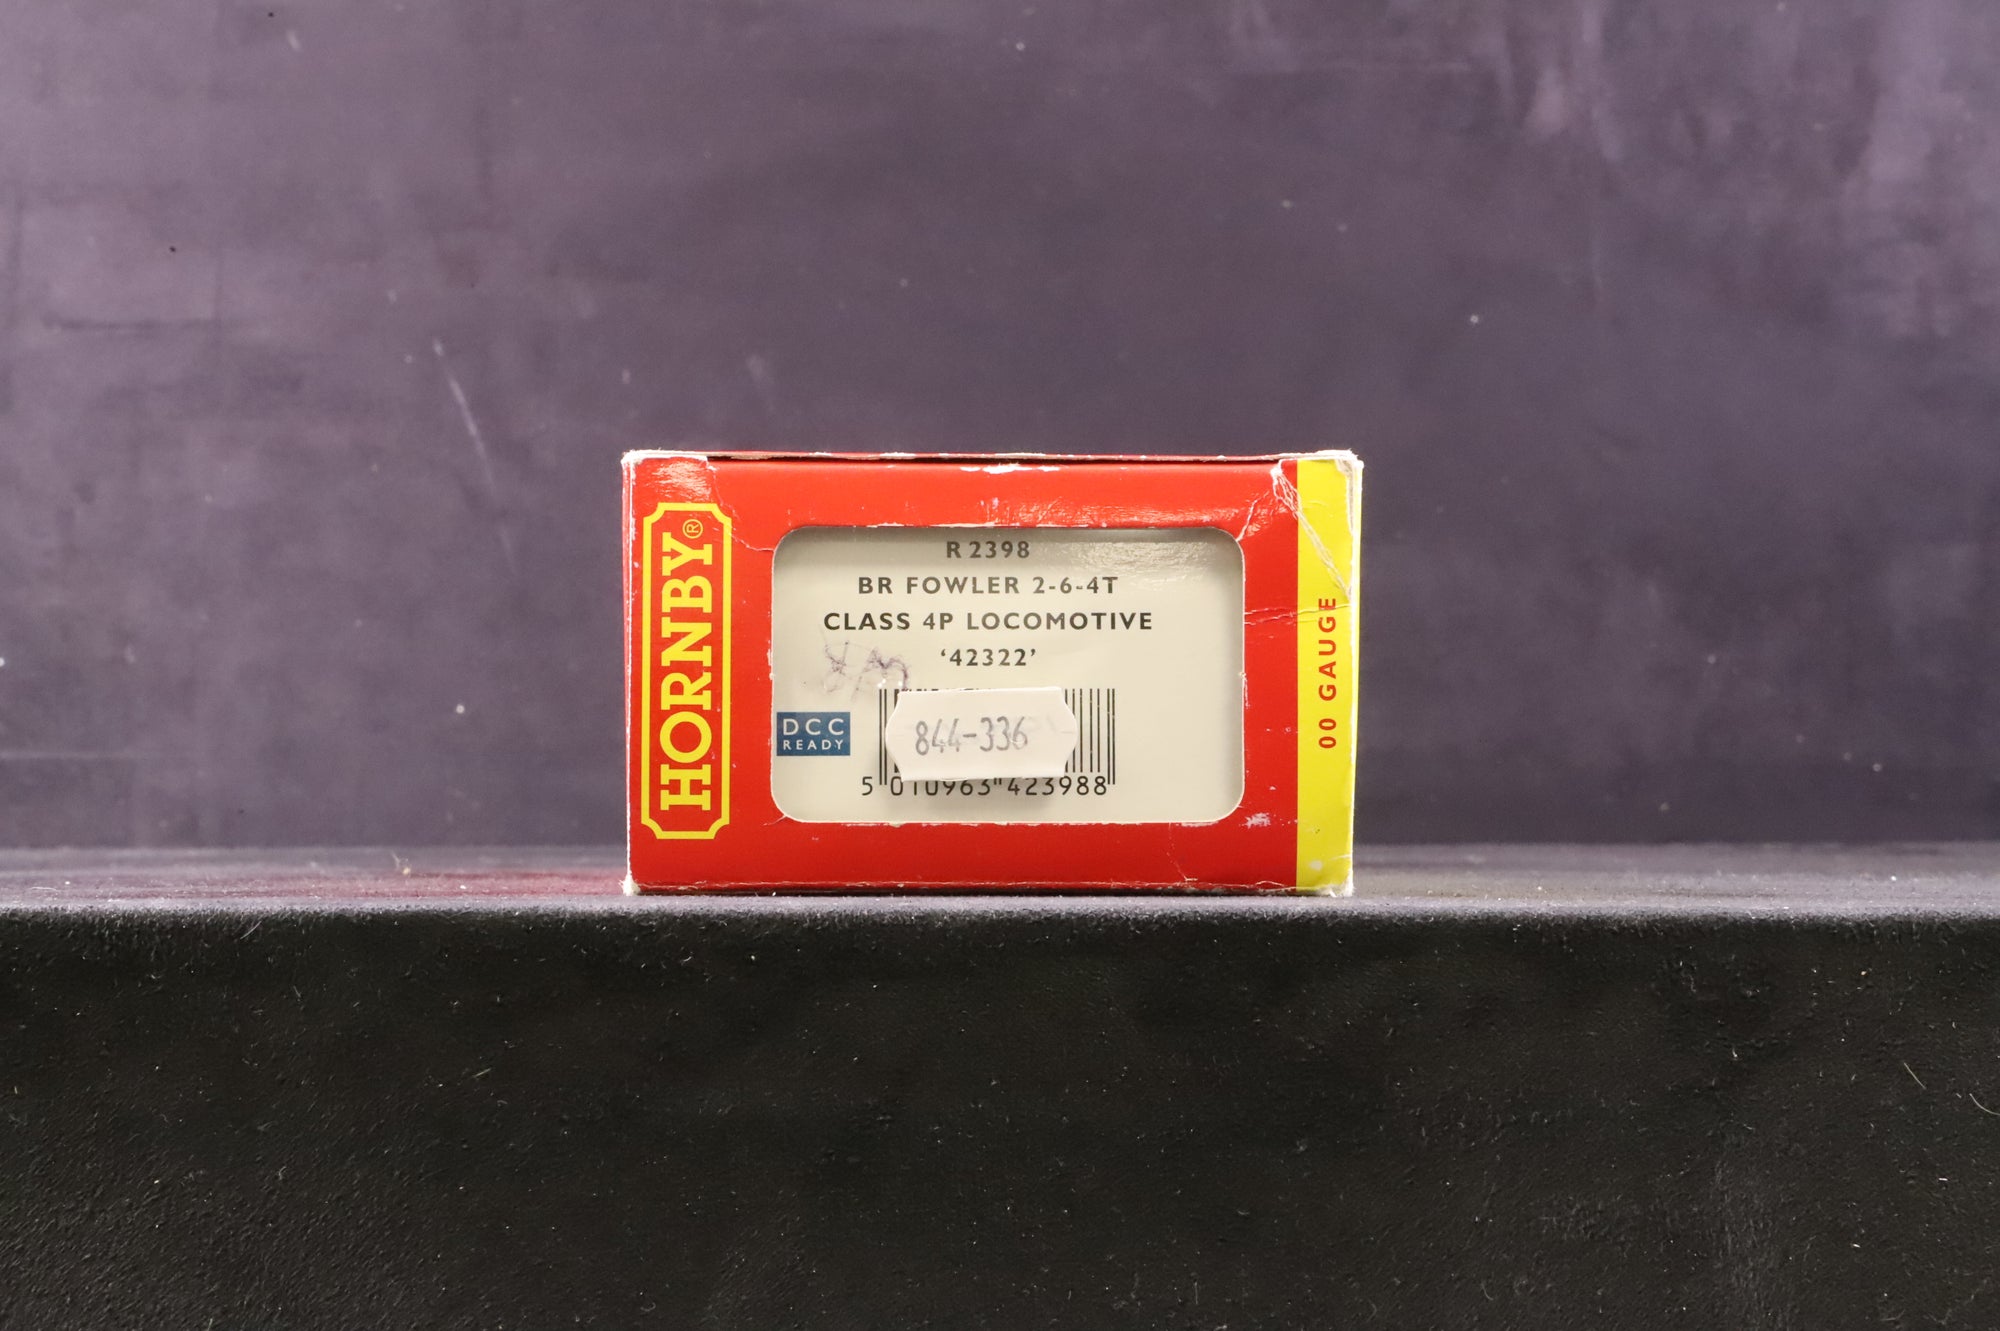 HORNBY®
R2398
BR FOWLER 2-6-4T
CLASS 4P LOCOMOTIVE
‘42322’
DCC
READY
844-336
5 010963 423988
00 GAUGE